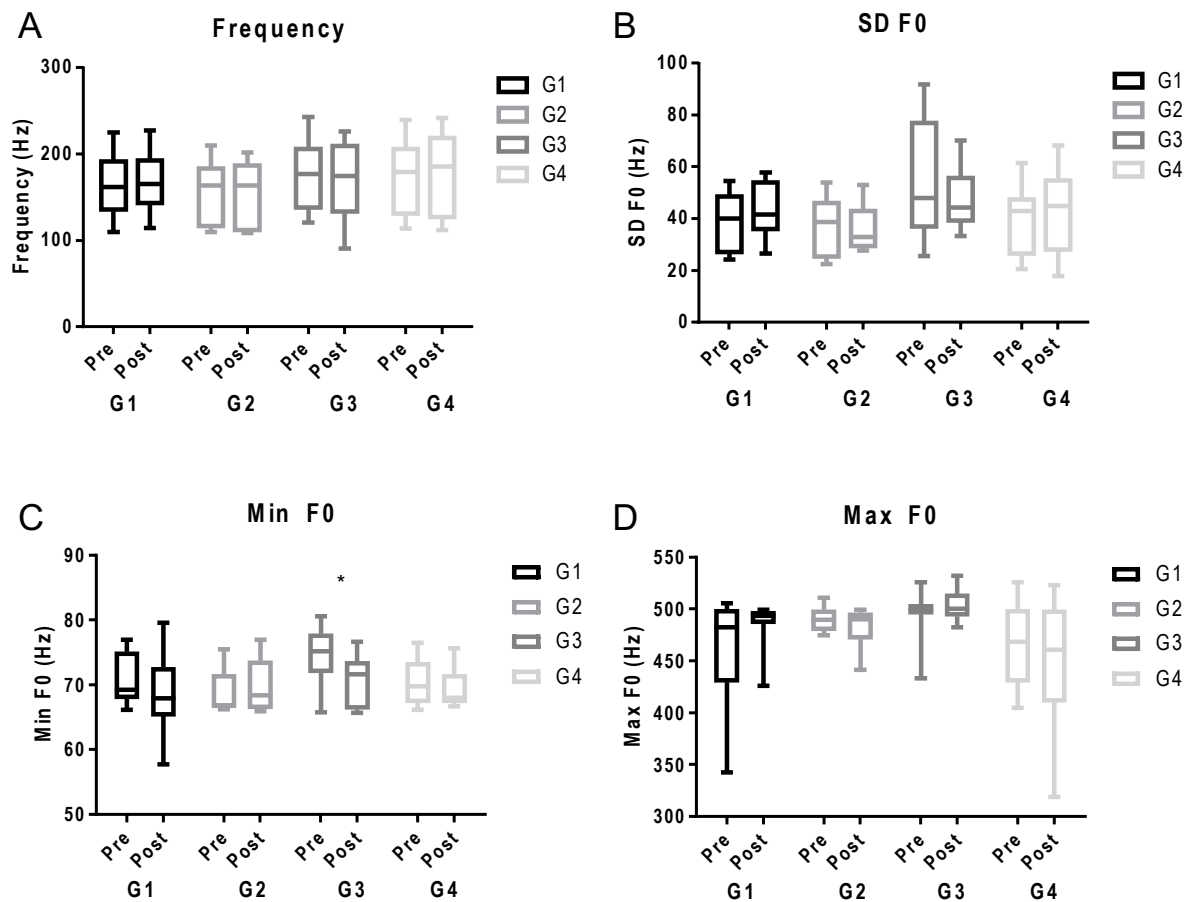 A
Frequency
Frequency (Hz)
300
200
100
0
Pre
Post
Pre
Post
Pre
Post
Pre
Post
G1
G2
G3
G4
G1
G2
G3
G4
B
SD F0
SD F0 (Hz)
100
80
60
40
20
0
Pre
Post
Pre
Post
Pre
Post
Pre
Post
G1
G2
G3
G4
G1
G2
G3
G4
C
Min F0
Min F0 (Hz)
90
80
70
60
50
*
Pre
Post
Pre
Post
Pre
Post
Pre
Post
G1
G2
G3
G4
G1
G2
G3
G4
D
Max F0
Max F0 (Hz)
550
500
450
400
350
300
Pre
Post
Pre
Post
Pre
Post
Pre
Post
G1
G2
G3
G4
G1
G2
G3
G4